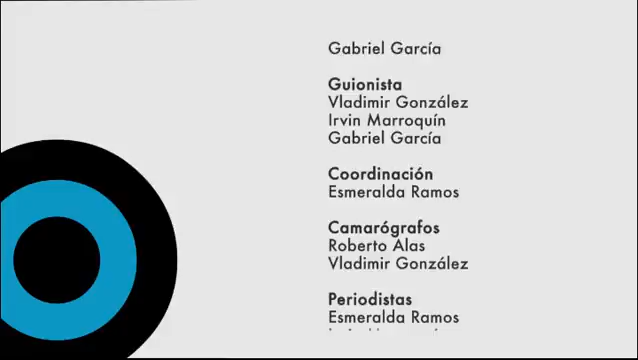 Gabriel García
Guionista
Vladimir González
Irvin Marroquín
Gabriel García
Coordinación
Esmeralda Ramos
Camarógrafos
Roberto Alas
Vladimir González
Periodistas
Esmeralda Ramos